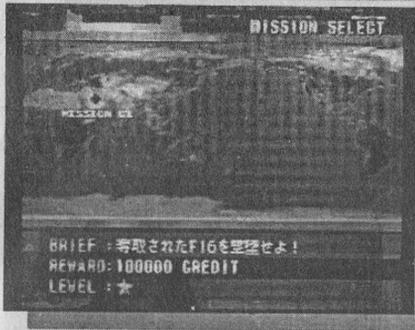 MISSION SELECT
MISSION 01
BRIEF :奪取されたF16を撃墜せよ!
REWARD:100000 CREDIT
LEVEL :★